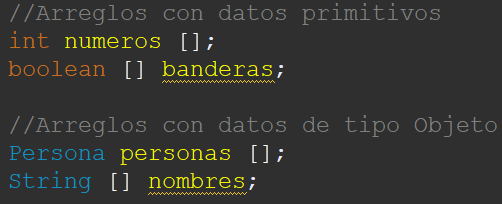 //Arreglos con datos primitivos
int numeros [];
boolean [] banderas;
//Arreglos con datos de tipo Objeto
Persona personas [];
String [] nombres;